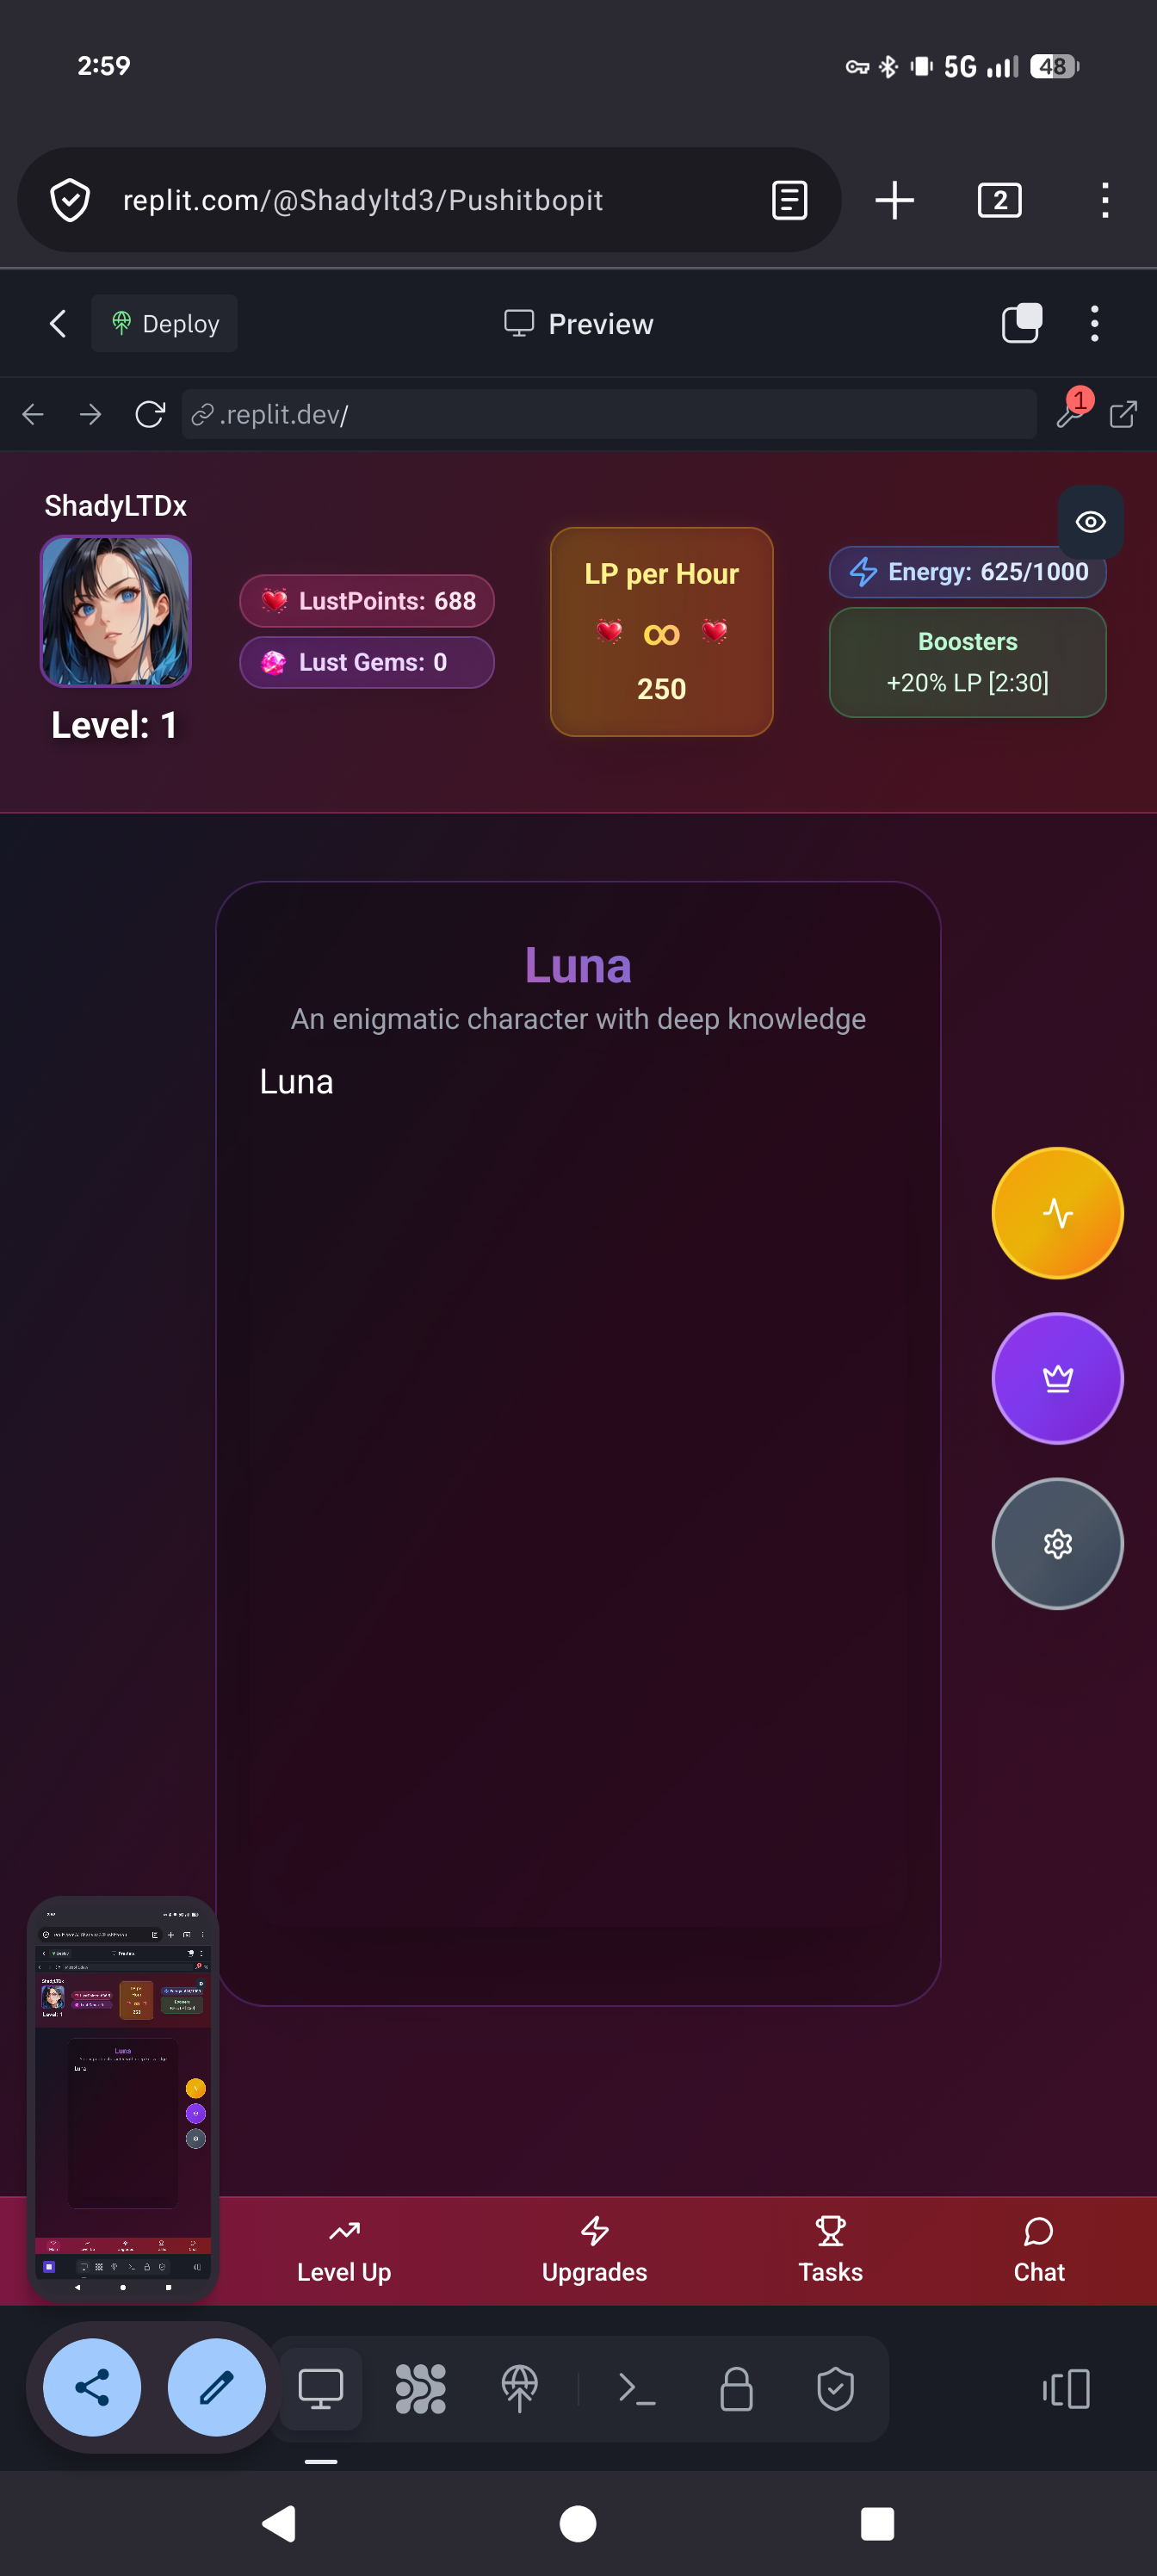 2:59
5G
48
replit.com/@Shadyltd3/Pushitbopit
2
Deploy
Preview
.replit.dev/
1
ShadyLTDx
Level: 1
LustPoints: 688
Lust Gems: 0
LP per Hour
∞
250
Energy: 625/1000
Boosters
+20% LP [2:30]
Luna
An enigmatic character with deep knowledge
Luna
Level Up
Upgrades
Tasks
Chat